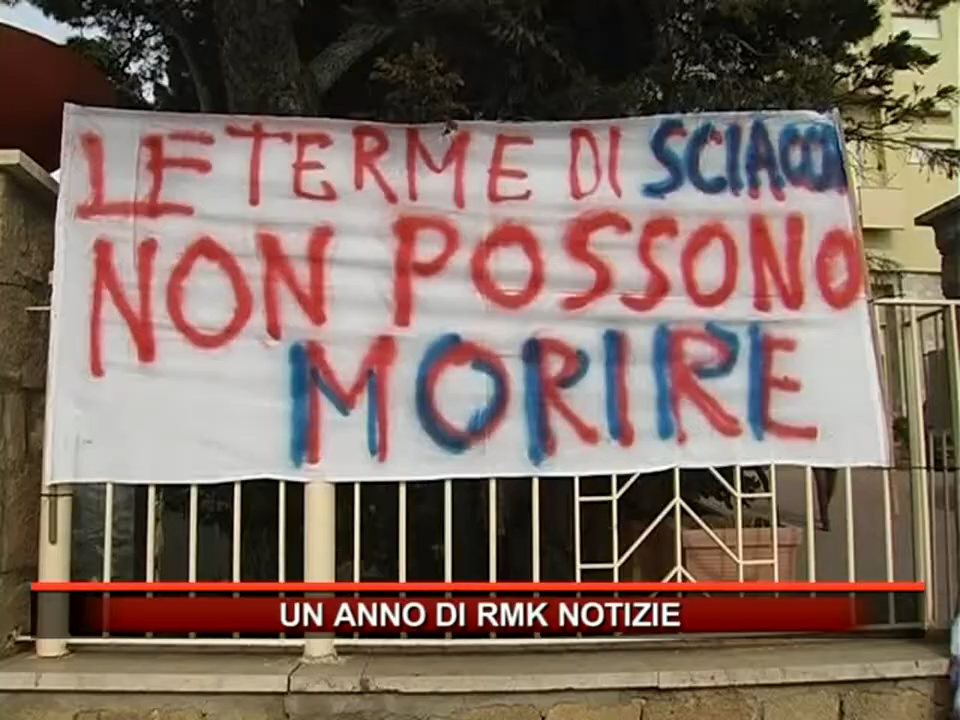 LE TERME DI SCIACCA
NON POSSONO
MORIRE
UN ANNO DI RMK NOTIZIE